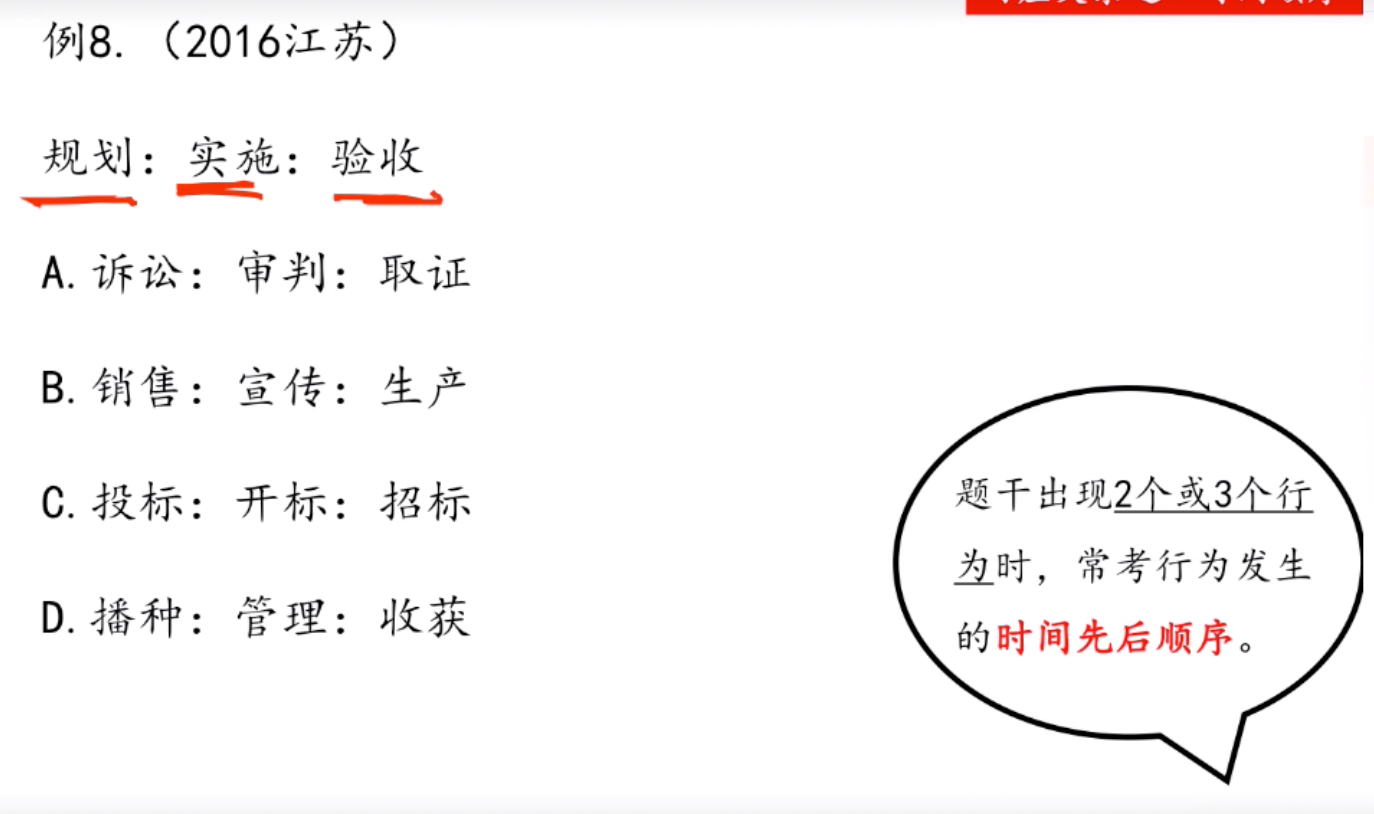 例8.（2016江苏）
规划：实施：验收
A.诉讼：审判：取证
B.销售：宣传：生产
C.投标：开标：招标
D.播种：管理：收获
题干出现2个或3个行
为时，常考行为发生
的时间先后顺序。